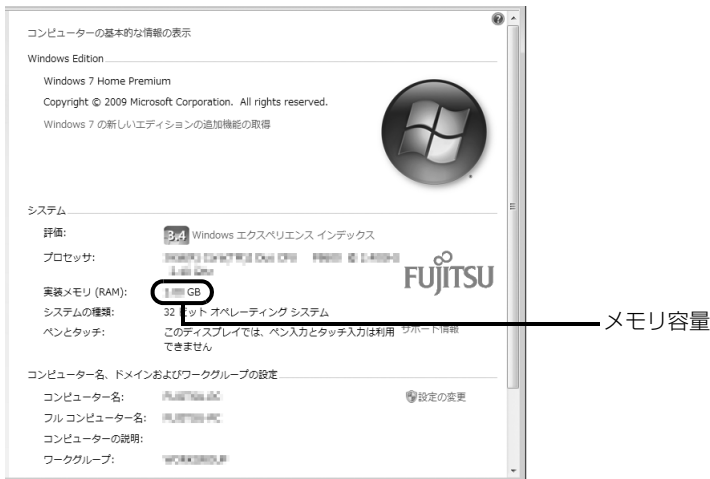 コンピューターの基本的な情報の表示
Windows Edition
Windows 7 Home Premium
Copyright © 2009 Microsoft Corporation. All rights reserved.
Windows 7 の新しいエディションの追加機能の取得
システム
評価: 3.4 Windows エクスペリエンス インデックス
プロセッサ:
FUJITSU
実装メモリ (RAM): GB
システムの種類: 32 ビット オペレーティング システム
メモリ容量
ペンとタッチ: このディスプレイでは、ペン入力とタッチ入力は利用できません
サポート情報
コンピューター名、ドメインおよびワークグループの設定
コンピューター名:
設定の変更
フル コンピューター名:
コンピューターの説明:
ワークグループ: WORKGROUP